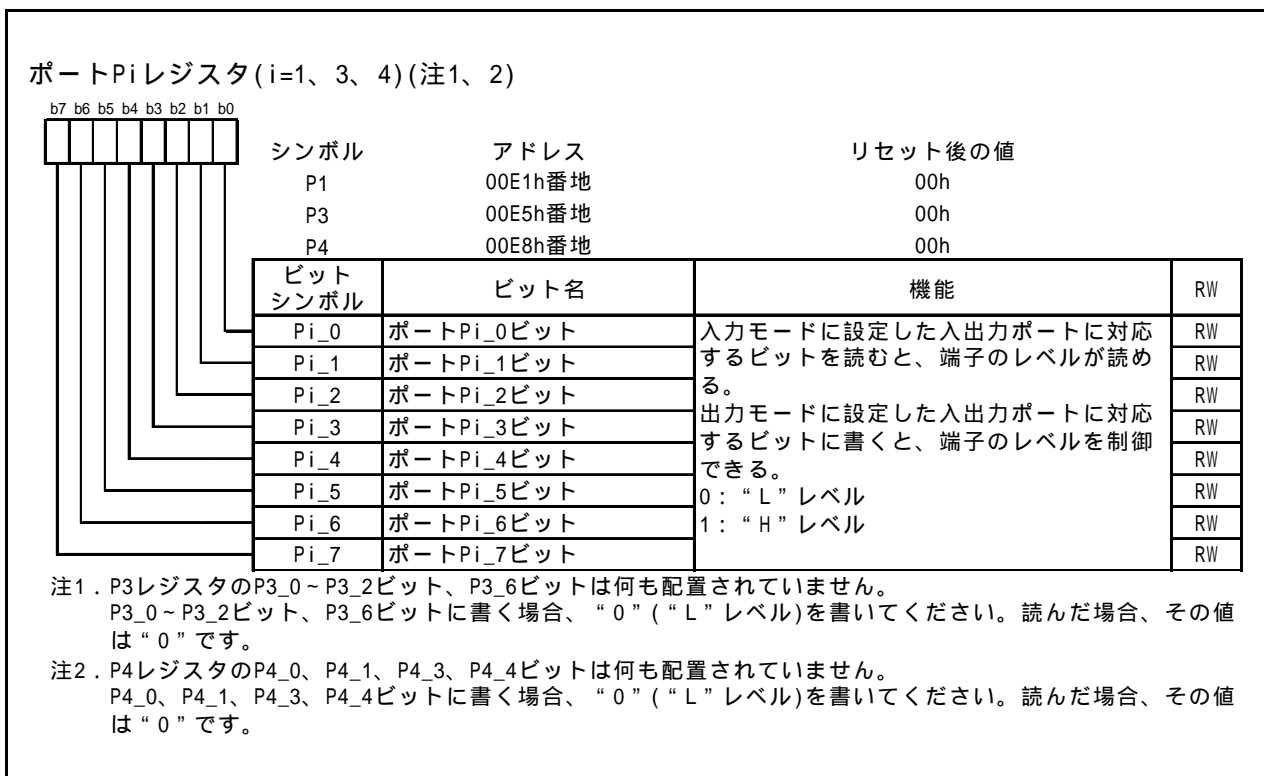 ポートPiレジスタ(i=1、3、4)(注1、2)
b7 b6 b5 b4 b3 b2 b1 b0
シンボル アドレス リセット後の値
P1 00E1h番地 00h
P3 00E5h番地 00h
P4 00E8h番地 00h
ビット
シンボル ビット名 機能 RW
Pi_0 ポートPi_0ビット RW
Pi_1 ポートPi_1ビット RW
Pi_2 ポートPi_2ビット RW
Pi_3 ポートPi_3ビット RW
Pi_4 ポートPi_4ビット RW
Pi_5 ポートPi_5ビット RW
Pi_6 ポートPi_6ビット RW
Pi_7 ポートPi_7ビット RW
入力モードに設定した入出力ポートに対応
するビットを読むと、端子のレベルが読め
る。
出力モードに設定した入出力ポートに対応
するビットに書くと、端子のレベルを制御
できる。
0:“L”レベル
1:“H”レベル
注1.P3レジスタのP3_0~P3_2ビット、P3_6ビットは何も配置されていません。
P3_0~P3_2ビット、P3_6ビットに書く場合、“0”(“L”レベル)を書いてください。読んだ場合、その値
は“0”です。
注2.P4レジスタのP4_0、P4_1、P4_3、P4_4ビットは何も配置されていません。
P4_0、P4_1、P4_3、P4_4ビットに書く場合、“0”(“L”レベル)を書いてください。読んだ場合、その値
は“0”です。